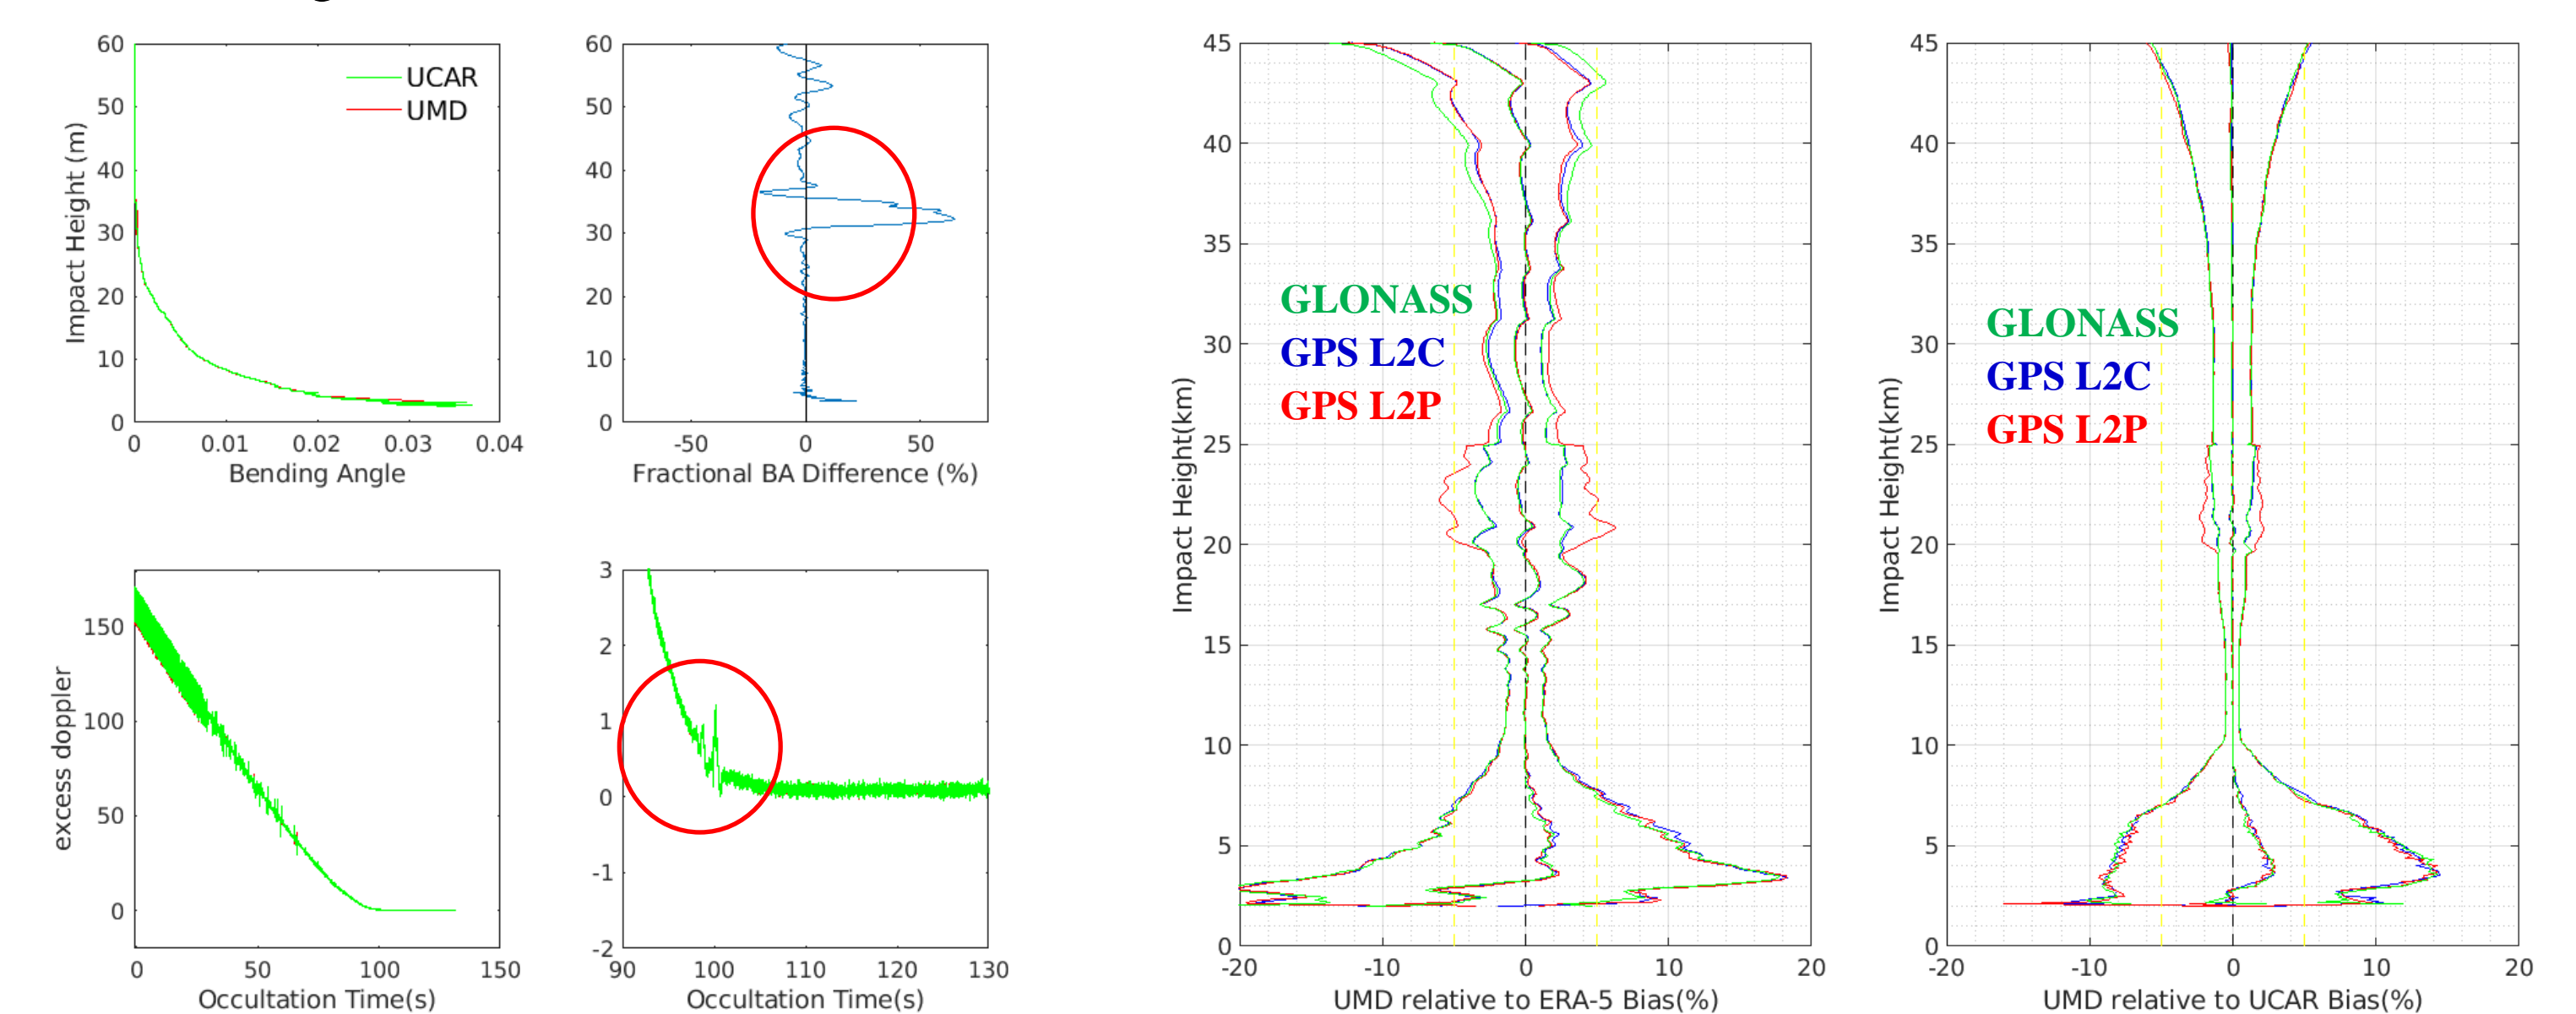 60
50
40
30
20
10
0
Impact Height (m)
UCAR
UMD
0 0.01 0.02 0.03 0.04
Bending Angle
60
50
40
30
20
10
0
-50 0 50
Fractional BA Difference (%)
150
100
50
0
excess doppler
0 50 100 150
Occultation Time(s)
3
2
1
0
-1
-2
90 100 110 120 130
Occultation Time(s)
45
40
35
30
25
20
15
10
5
0
Impact Height(km)
GLONASS
GPS L2C
GPS L2P
-20 -10 0 10 20
UMD relative to ERA-5 Bias(%)
45
40
35
30
25
20
15
10
5
0
Impact Height(km)
GLONASS
GPS L2C
GPS L2P
-20 -10 0 10 20
UMD relative to UCAR Bias(%)